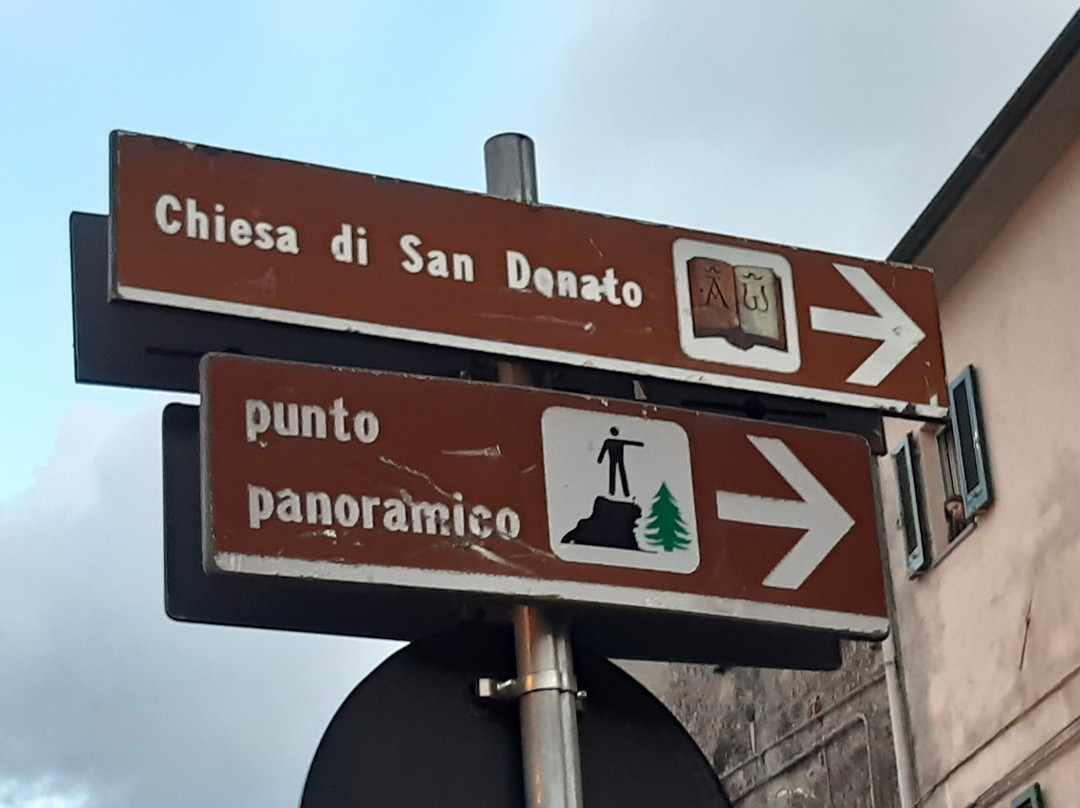 Chiesa di San Donato
A ω
punto
panoramico